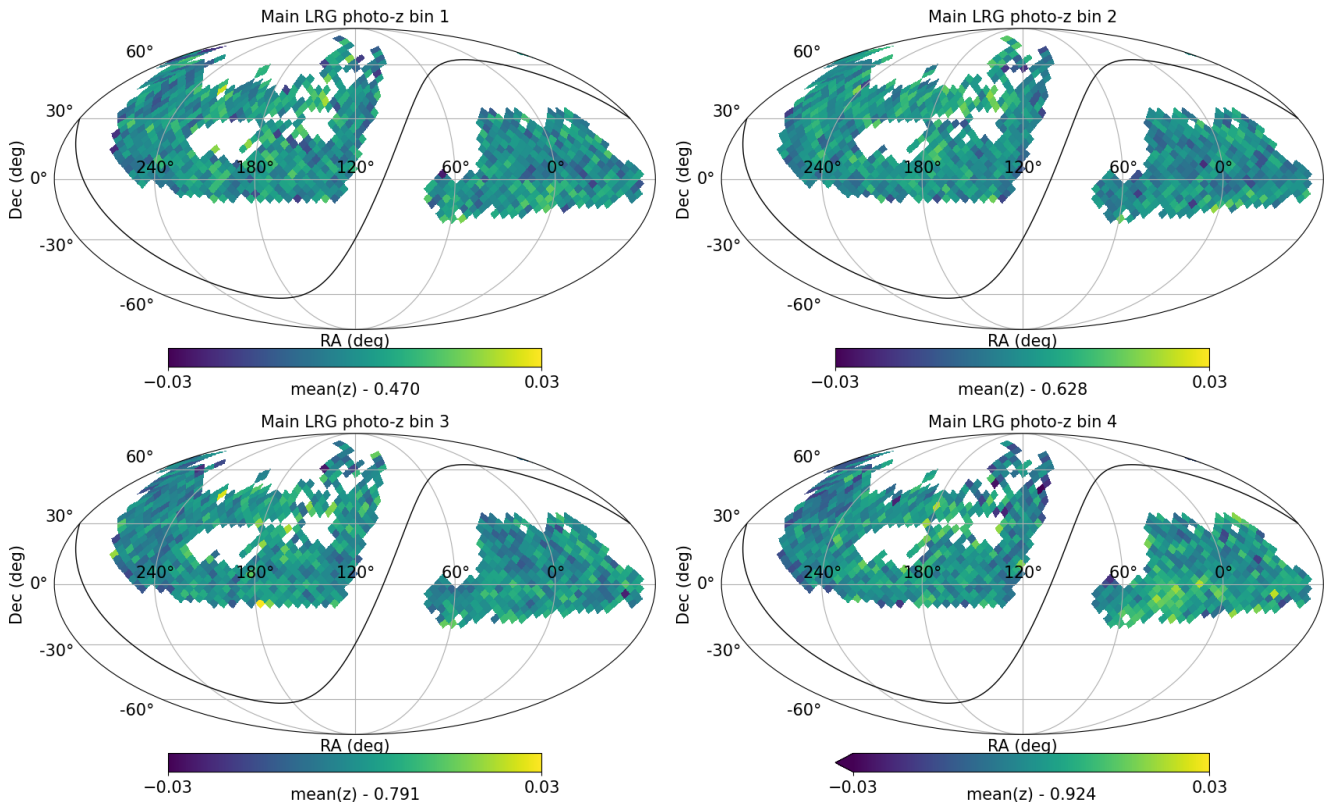 Main LRG photo-z bin 1
60°
30°
Dec (deg)
240° 180° 120° 60° 0°
0°
-30°
-60°
RA (deg)
−0.03 0.03
mean(z) - 0.470
Main LRG photo-z bin 2
60°
30°
Dec (deg)
240° 180° 120° 60° 0°
0°
-30°
-60°
RA (deg)
−0.03 0.03
mean(z) - 0.628
Main LRG photo-z bin 3
60°
30°
Dec (deg)
240° 180° 120° 60° 0°
0°
-30°
-60°
RA (deg)
−0.03 0.03
mean(z) - 0.791
Main LRG photo-z bin 4
60°
30°
Dec (deg)
240° 180° 120° 60° 0°
0°
-30°
-60°
RA (deg)
−0.03 0.03
mean(z) - 0.924